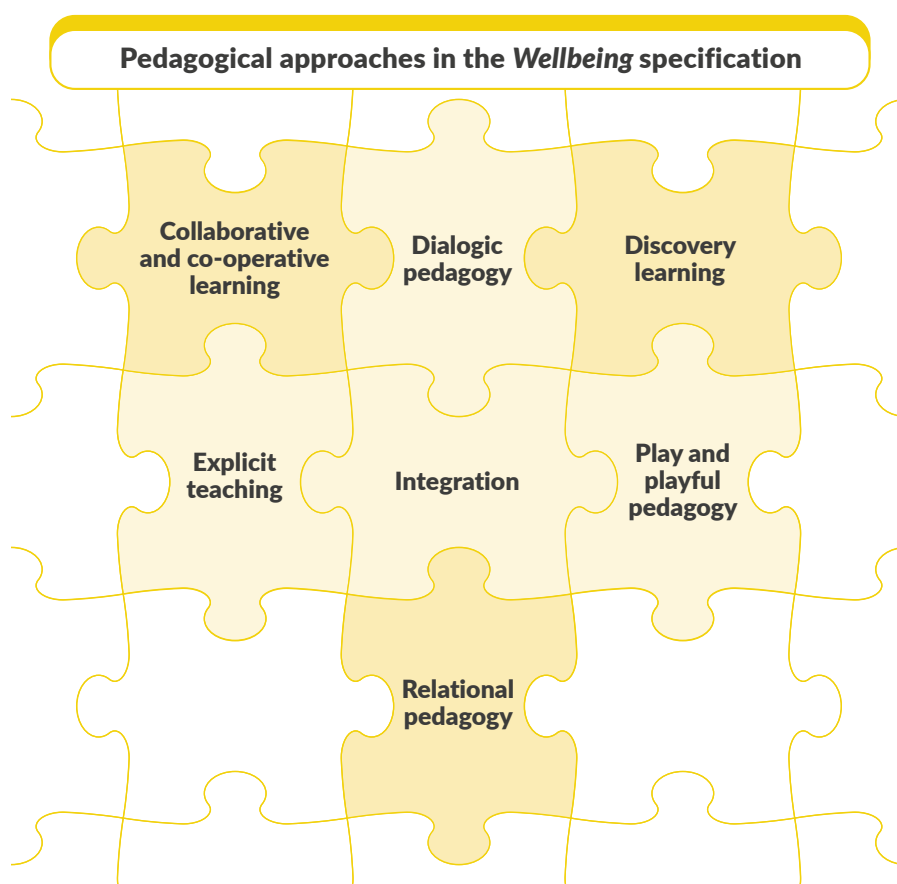 Pedagogical approaches in the Wellbeing specification
Collaborative
and co-operative
learning
Dialogic
pedagogy
Discovery
learning
Explicit
teaching
Integration
Play and
playful
pedagogy
Relational
pedagogy